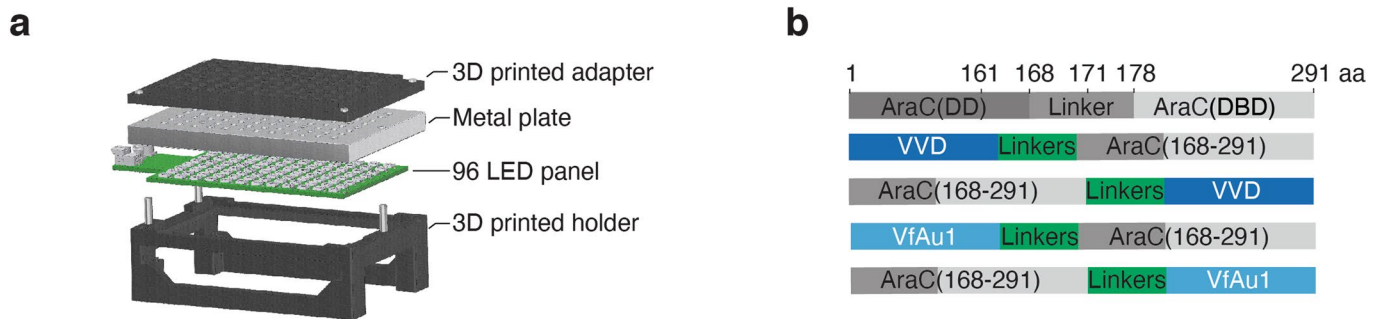 a
3D printed adapter
Metal plate
96 LED panel
3D printed holder
b
1 161 168 171 178 291 aa
AraC(DD) Linker AraC(DBD)
VVD Linkers AraC(168-291)
AraC(168-291) Linkers VVD
VfAu1 Linkers AraC(168-291)
AraC(168-291) Linkers VfAu1